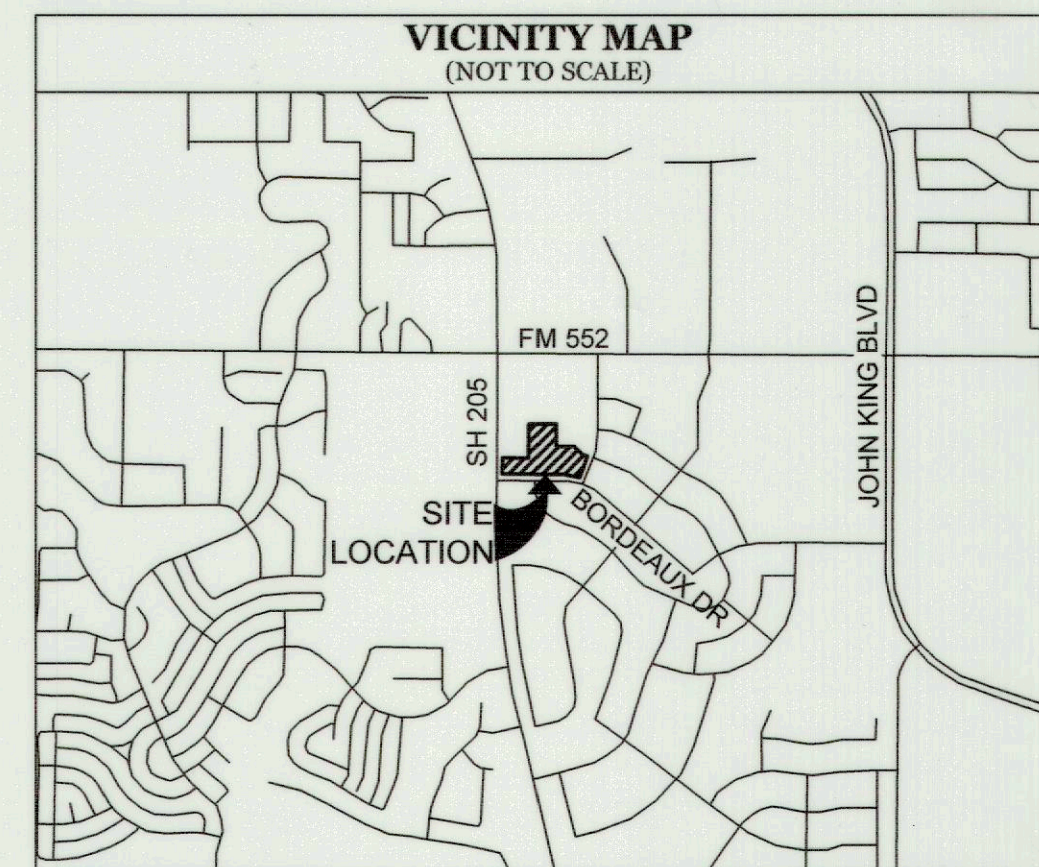 VICINITY MAP
(NOT TO SCALE)
FM 552
JOHN KING BLVD
SH 205
SITE
LOCATION
BORDEAUX DR